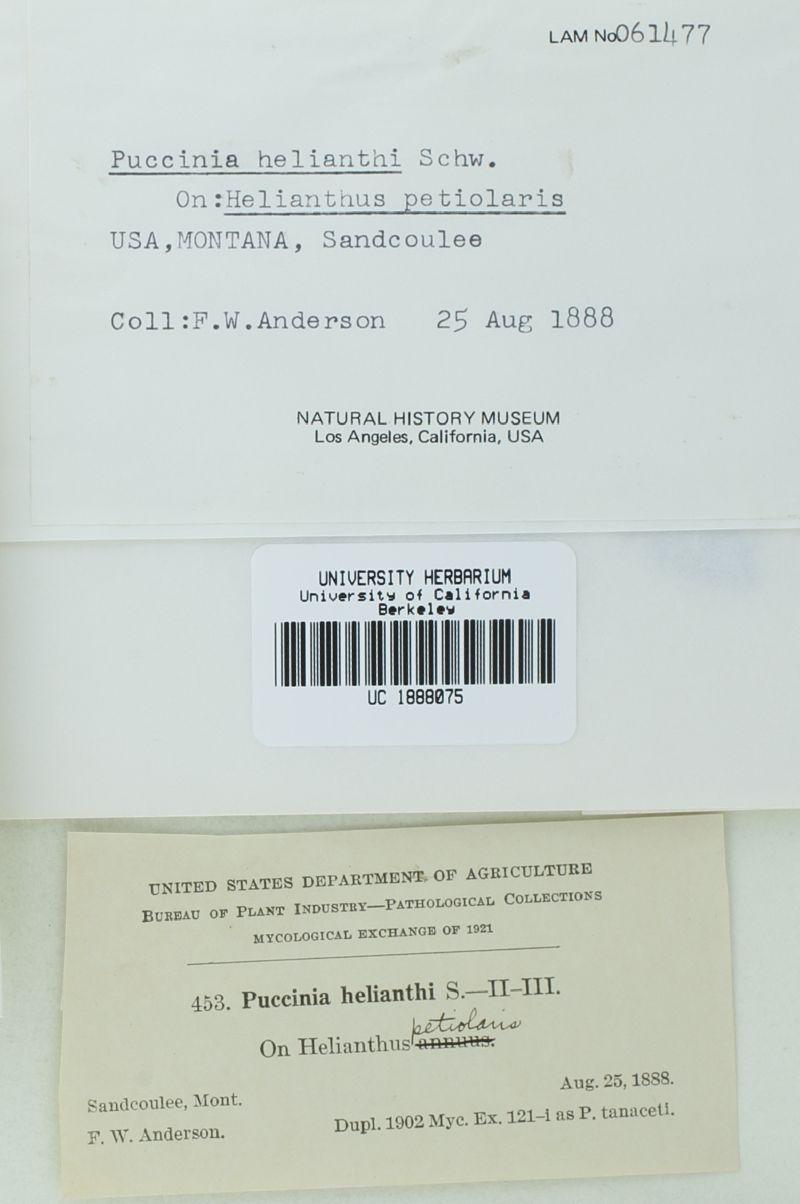 LAM No061477
Puccinia helianthi Schw.
On:Helianthus petiolaris
USA,MONTANA, Sandcoulee
Coll:F.W.Anderson 25 Aug 1888
NATURAL HISTORY MUSEUM
Los Angeles, California, USA
UNIVERSITY HERBARIUM
University of California
Berkeley
UC 1888075
UNITED STATES DEPARTMENT OF AGRICULTURE
BUREAU OF PLANT INDUSTRY—PATHOLOGICAL COLLECTIONS
MYCOLOGICAL EXCHANGE OF 1921
453. Puccinia helianthi S.—II-III.
petiolaris
On Helianthus annuus.
Aug. 25, 1888.
Sandcoulee, Mont.
F. W. Anderson.
Dupl. 1902 Myc. Ex. 121-i as P. tanaceti.